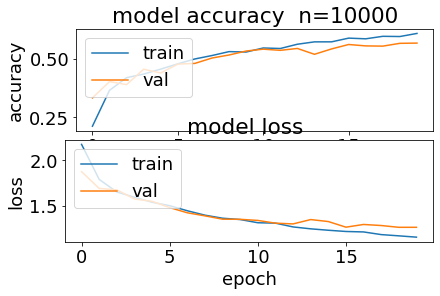 model accuracy  n=10000
train
val
0.50
0.25
accuracy
model loss
train
val
2.0
1.5
loss
0
5
10
15
epoch